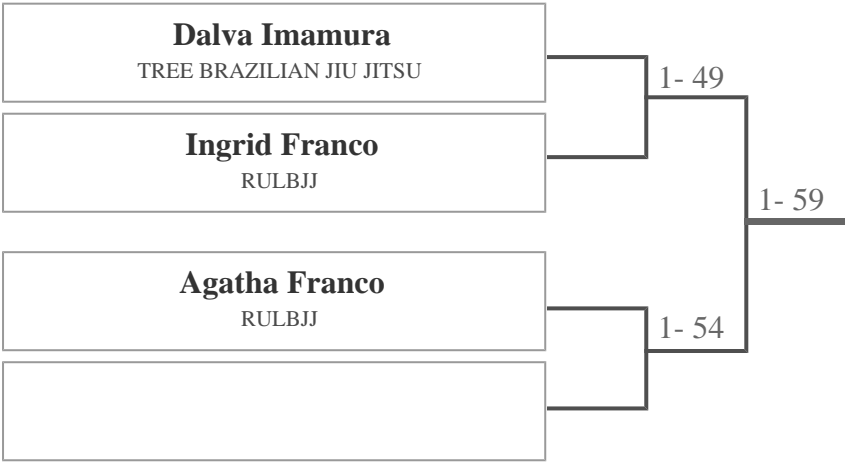 Dalva Imamura
TREE BRAZILIAN JIU JITSU
1- 49
Ingrid Franco
RULBJJ
1- 59
Agatha Franco
RULBJJ
1- 54